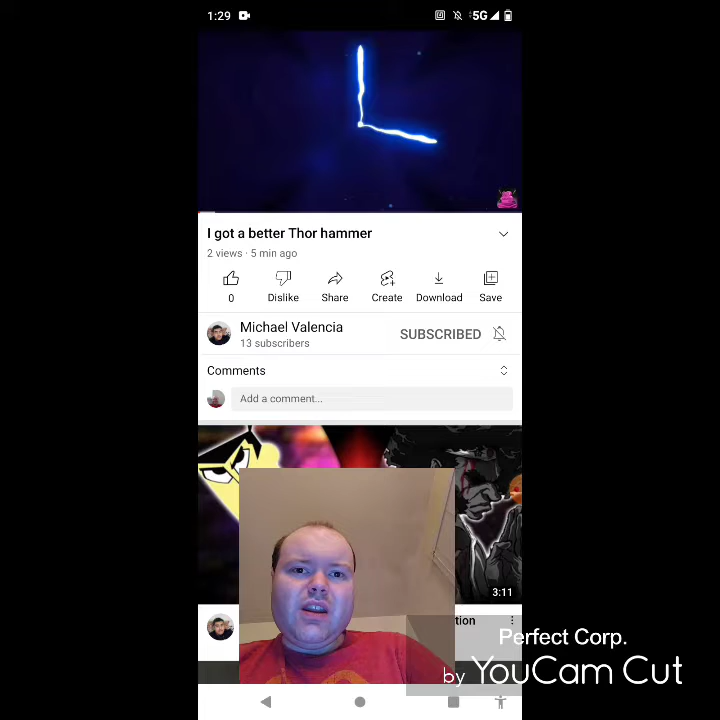 1:29
5G
I got a better Thor hammer
2 views · 5 min ago
0
Dislike
Share
Create
Download
Save
Michael Valencia
13 subscribers
SUBSCRIBED
Comments
Add a comment...
3:11
tion
Perfect Corp.
by YouCam Cut